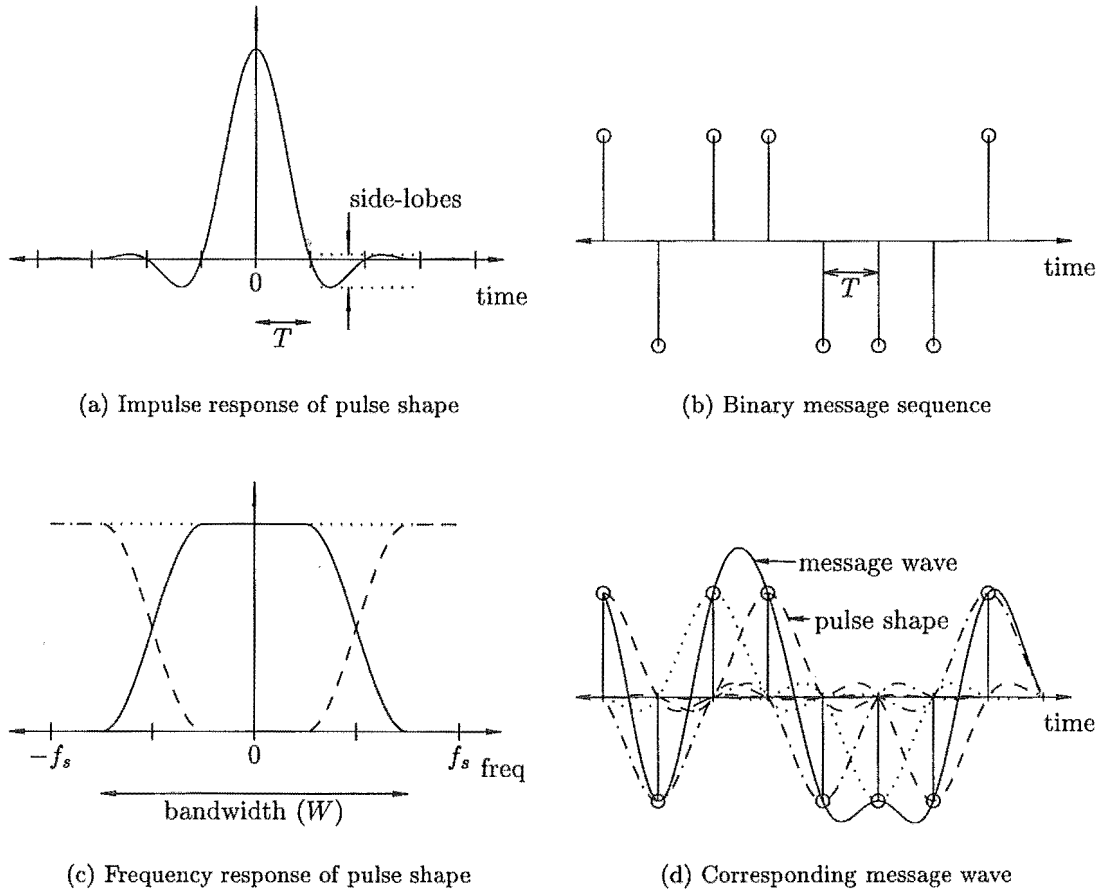 side-lobes
0
time
T
(a) Impulse response of pulse shape
time
T
(b) Binary message sequence
−fs
0
fs
freq
bandwidth (W)
(c) Frequency response of pulse shape
message wave
pulse shape
time
(d) Corresponding message wave